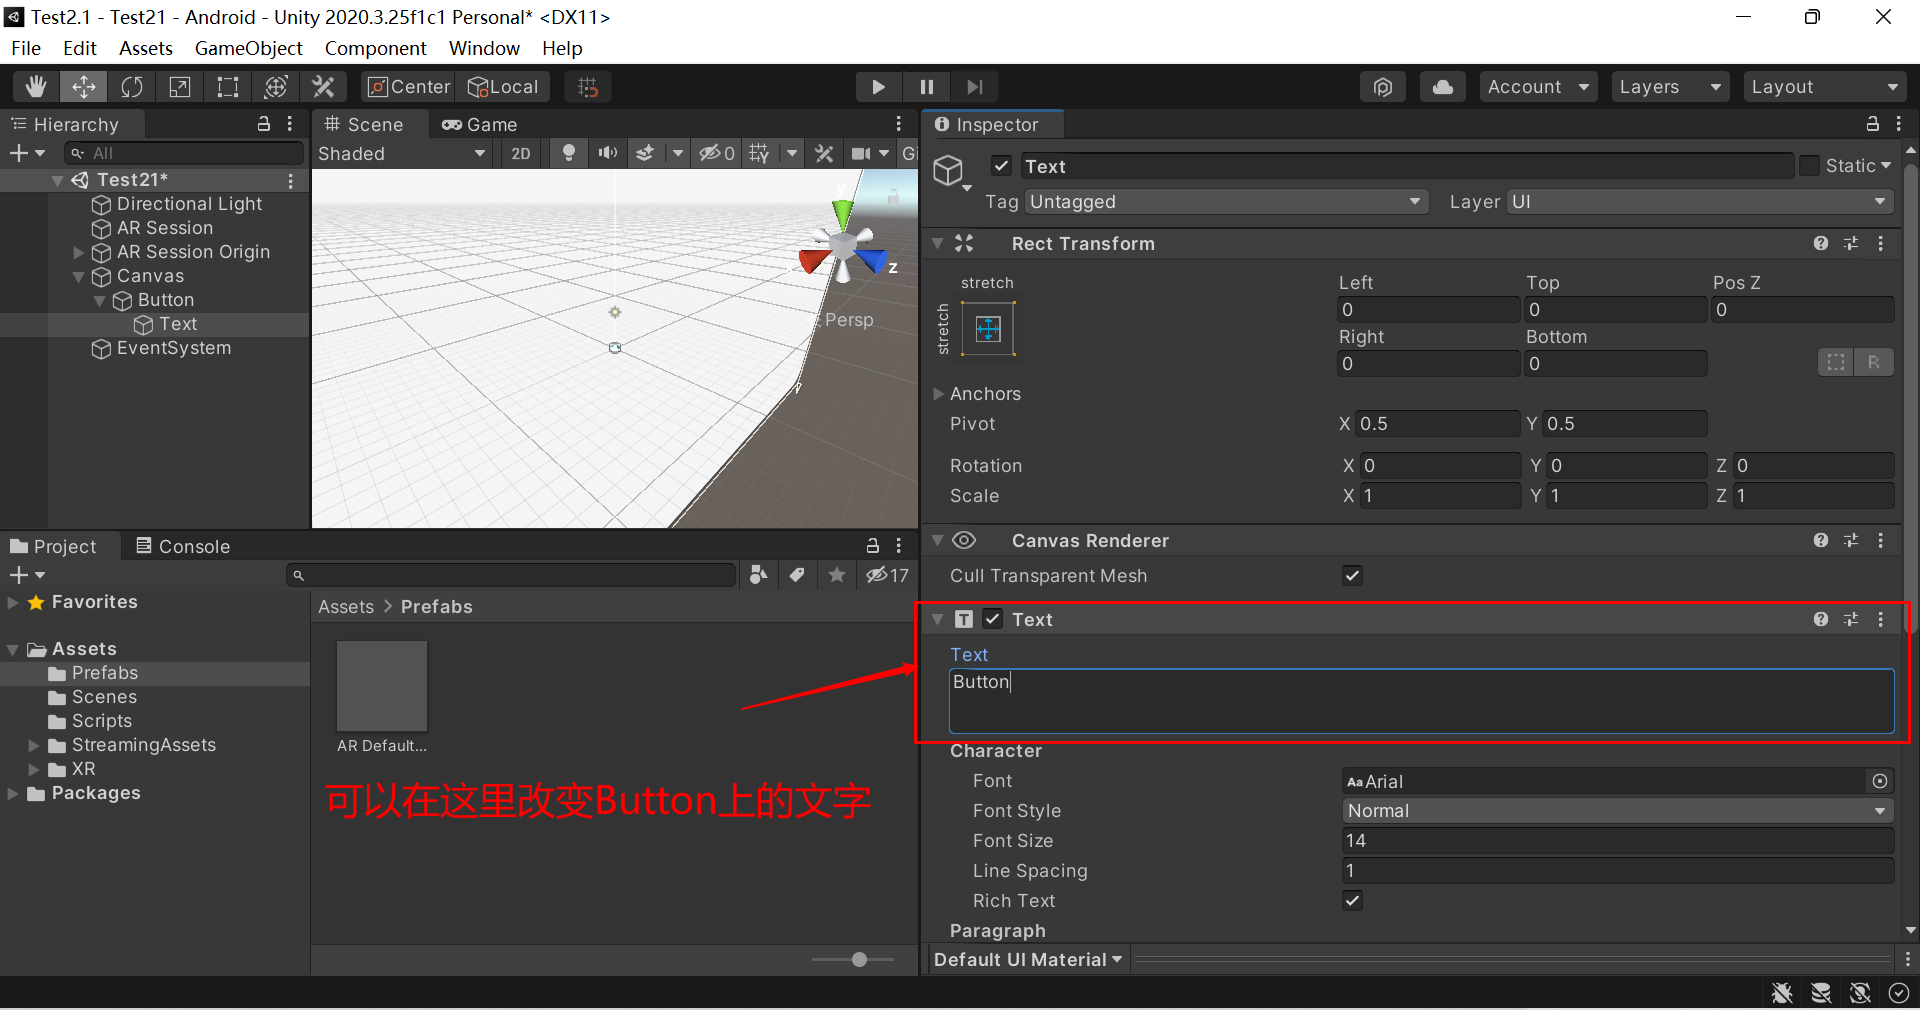 Test2.1 - Test21 - Android - Unity 2020.3.25f1c1 Personal* <DX11>
File Edit Assets GameObject Component Window Help
Center Local Account Layers Layout
Hierarchy
All
Test21*
Directional Light
AR Session
AR Session Origin
Canvas
Button
Text
EventSystem
Scene Game
Shaded 2D 0 Gi
y
x
z
Persp
Project Console
17
Favorites
Assets
Prefabs
Scenes
Scripts
StreamingAssets
XR
Packages
Assets > Prefabs
AR Default...
可以在这里改变Button上的文字
Inspector
Text Static
Tag Untagged Layer UI
Rect Transform
stretch
stretch
Left Top Pos Z
0 0 0
Right Bottom
0 0
R
Anchors
Pivot X 0.5 Y 0.5
Rotation X 0 Y 0 Z 0
Scale X 1 Y 1 Z 1
Canvas Renderer
Cull Transparent Mesh
T Text
Text
Button
Character
Font Aa Arial
Font Style Normal
Font Size 14
Line Spacing 1
Rich Text
Paragraph
Default UI Material